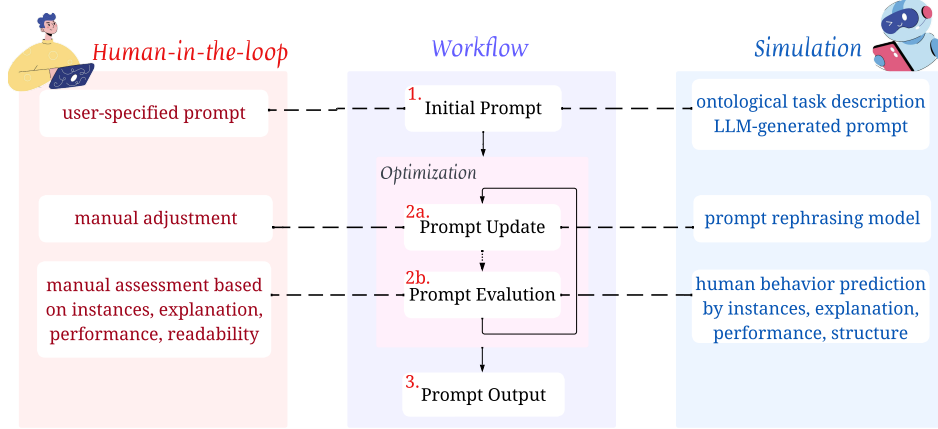 Human-in-the-loop
Workflow
Simulation
user-specified prompt
1.
Initial Prompt
ontological task description
LLM-generated prompt
Optimization
manual adjustment
2a.
Prompt Update
prompt rephrasing model
manual assessment based
on instances, explanation,
performance, readability
2b.
Prompt Evalution
human behavior prediction
by instances, explanation,
performance, structure
3.
Prompt Output